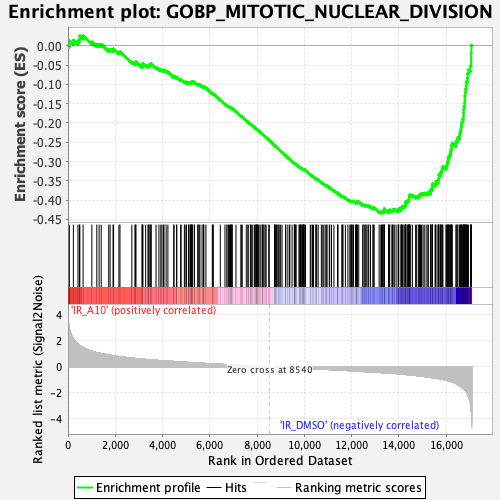 Enrichment plot: GOBP_MITOTIC_NUCLEAR_DIVISION
Enrichment score (ES)
0.00
-0.05
-0.10
-0.15
-0.20
-0.25
-0.30
-0.35
-0.40
-0.45
'IR_A10' (positively correlated)
Ranked list metric (Signal2Noise)
4
2
0
-2
-4
Zero cross at 8540
'IR_DMSO' (negatively correlated)
0 2,000 4,000 6,000 8,000 10,000 12,000 14,000 16,000
Rank in Ordered Dataset
Enrichment profile Hits Ranking metric scores